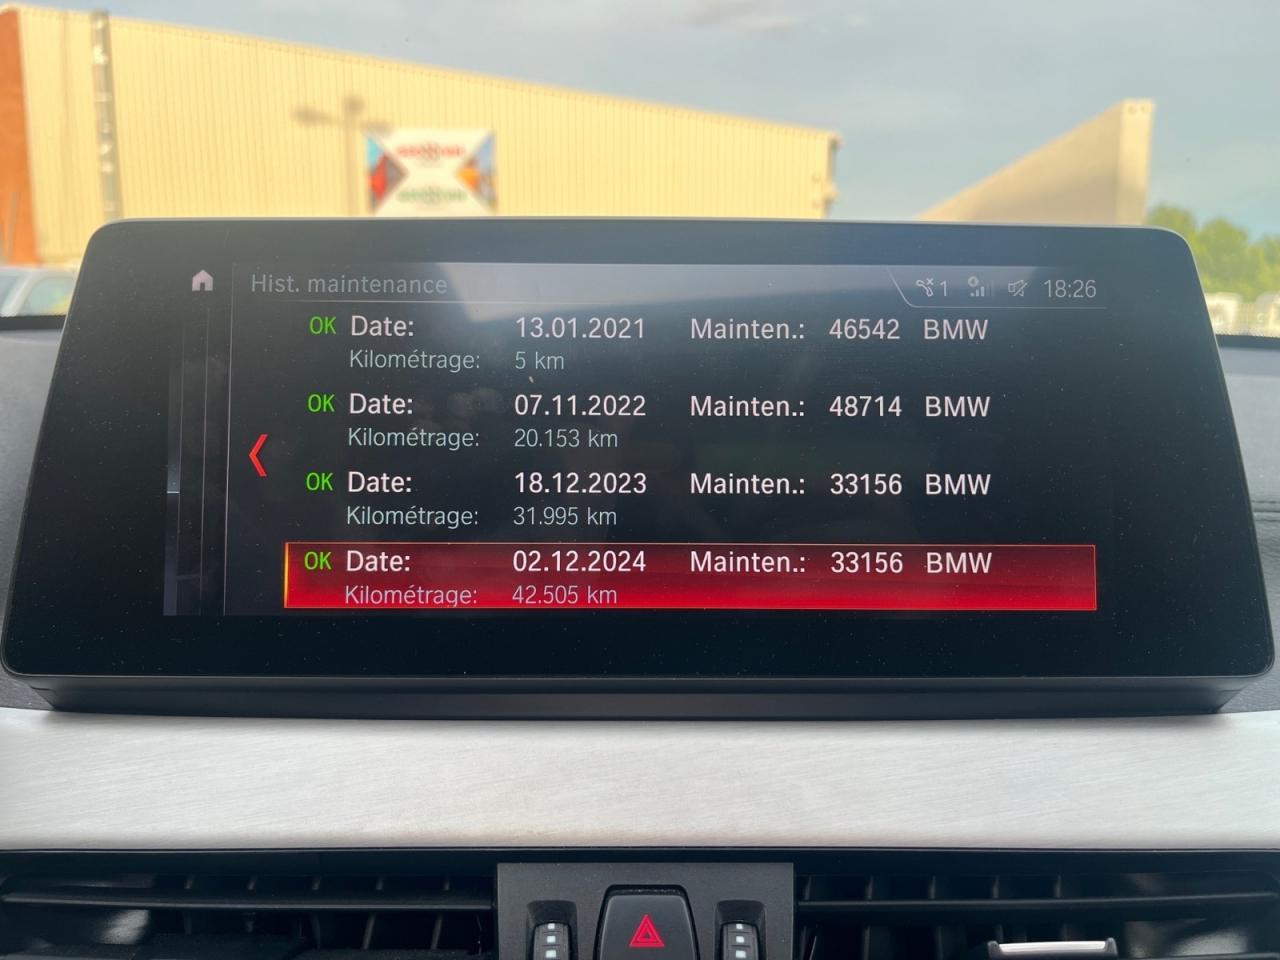 Hist. maintenance
1 18:26
OK Date: 13.01.2021 Mainten.: 46542 BMW
Kilométrage: 5 km
OK Date: 07.11.2022 Mainten.: 48714 BMW
Kilométrage: 20.153 km
OK Date: 18.12.2023 Mainten.: 33156 BMW
Kilométrage: 31.995 km
OK Date: 02.12.2024 Mainten.: 33156 BMW
Kilométrage: 42.505 km